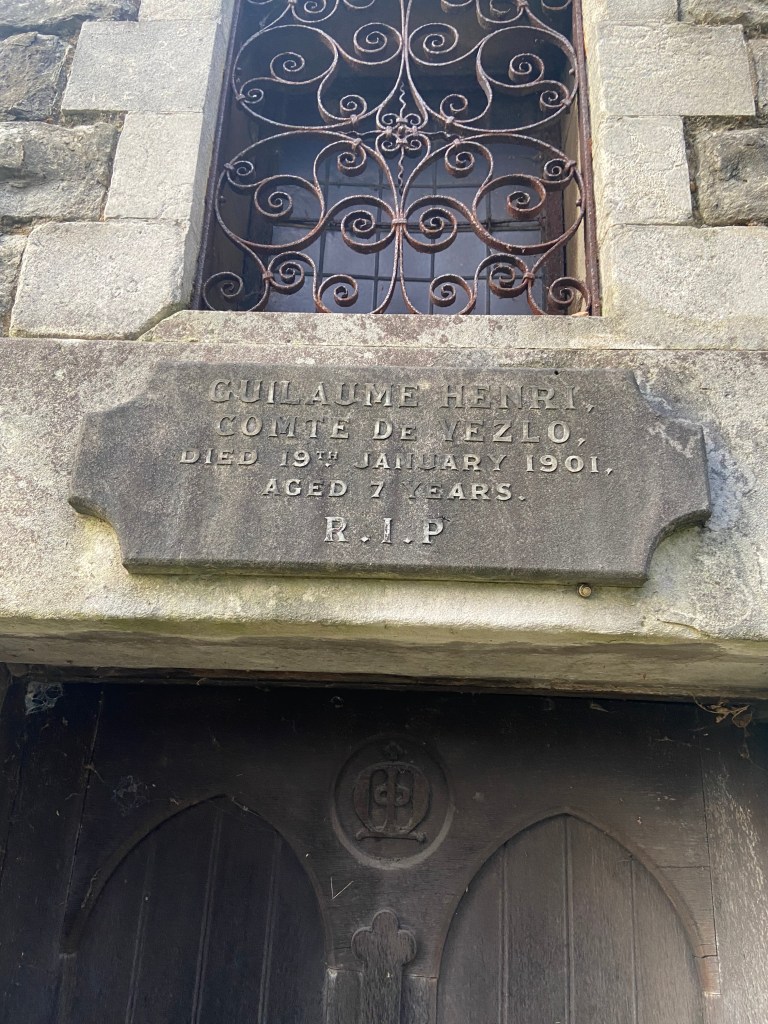 GUILAUME HENRI,
COMTE DE VEZLO,
DIED 19TH JANUARY 1901,
AGED 7 YEARS.
R.I.P